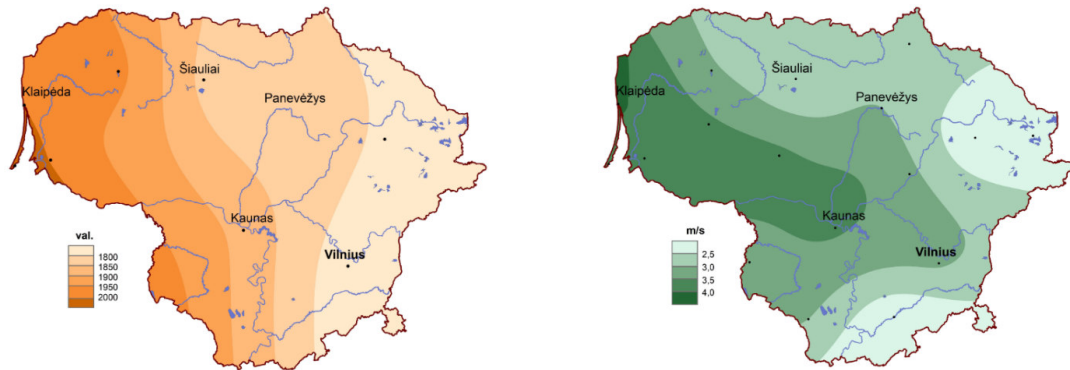 Klaipėda
Šiauliai
Panevėžys
Kaunas
Vilnius
val.
1800
1850
1900
1950
2000
Klaipėda
Šiauliai
Panevėžys
Kaunas
Vilnius
m/s
2,5
3,0
3,5
4,0